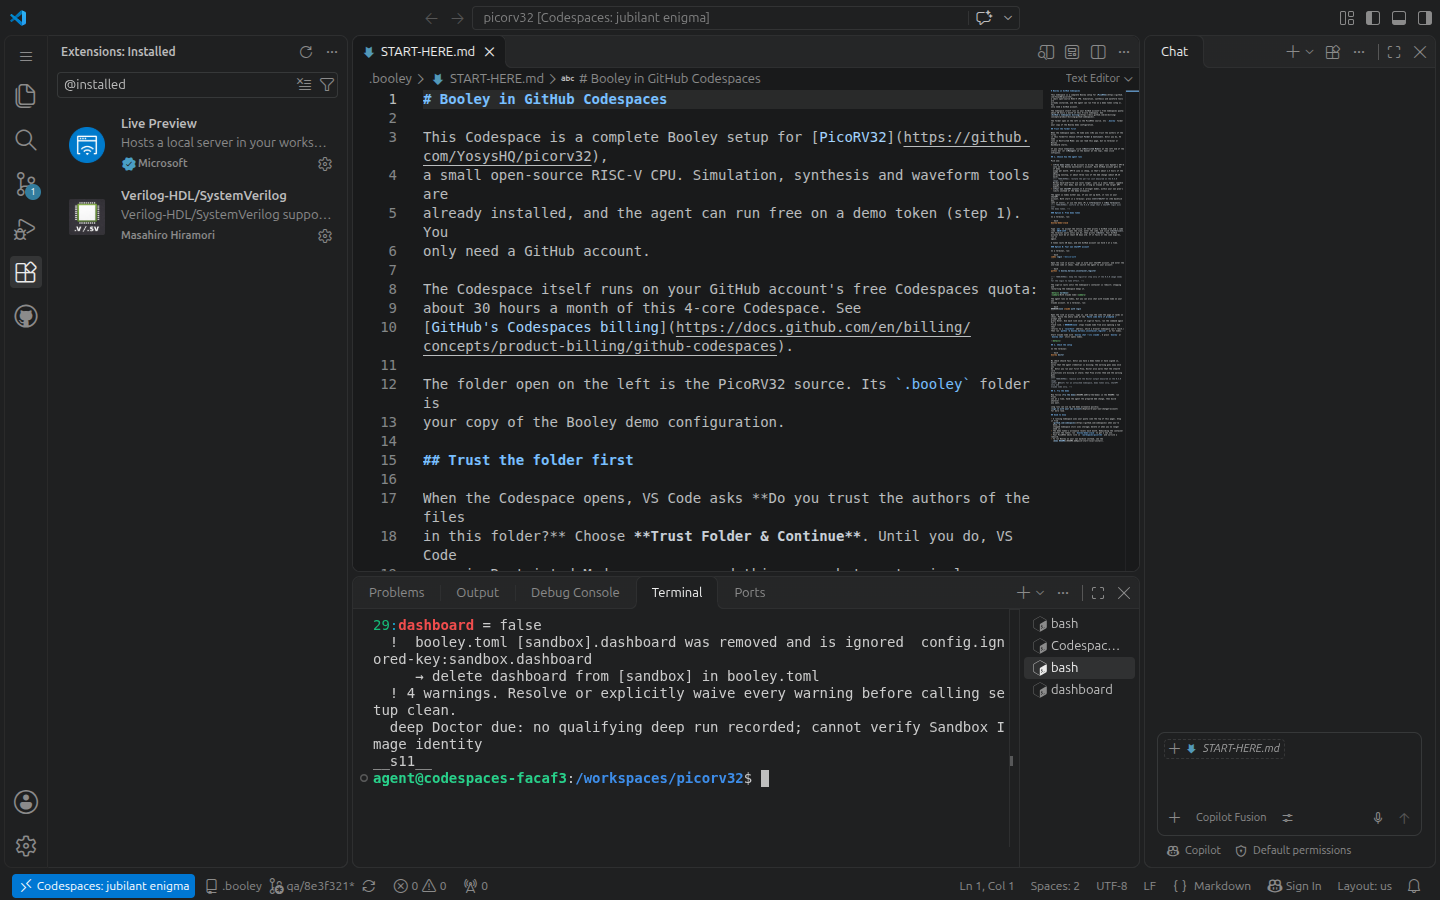 picorv32 [Codespaces: jubilant enigma]
Extensions: Installed
@installed
Live Preview
Hosts a local server in your works...
Microsoft
Verilog-HDL/SystemVerilog
Verilog-HDL/SystemVerilog suppo...
Masahiro Hiramori
.V /.SV
1
START-HERE.md
.booley > START-HERE.md > abc # Booley in GitHub Codespaces
Text Editor
1 # Booley in GitHub Codespaces
2
3 This Codespace is a complete Booley setup for [PicoRV32](https://github.
com/YosysHQ/picorv32),
4 a small open-source RISC-V CPU. Simulation, synthesis and waveform tools
are
5 already installed, and the agent can run free on a demo token (step 1).
You
6 only need a GitHub account.
7
8 The Codespace itself runs on your GitHub account's free Codespaces quota:
9 about 30 hours a month of this 4-core Codespace. See
10 [GitHub's Codespaces billing](https://docs.github.com/en/billing/
concepts/product-billing/github-codespaces).
11
12 The folder open on the left is the PicoRV32 source. Its `.booley` folder
is
13 your copy of the Booley demo configuration.
14
15 ## Trust the folder first
16
17 When the Codespace opens, VS Code asks **Do you trust the authors of the
files
18 in this folder?** Choose **Trust Folder & Continue**. Until you do, VS
Code
Problems
Output
Debug Console
Terminal
Ports
29:dashboard = false
! booley.toml [sandbox].dashboard was removed and is ignored config.ign
ored-key:sandbox.dashboard
→ delete dashboard from [sandbox] in booley.toml
! 4 warnings. Resolve or explicitly waive every warning before calling se
tup clean.
deep Doctor due: no qualifying deep run recorded; cannot verify Sandbox I
mage identity
__s11__
agent@codespaces-facaf3:/workspaces/picorv32$
bash
Codespac...
bash
dashboard
Chat
START-HERE.md
Copilot Fusion
Copilot
Default permissions
Codespaces: jubilant enigma
.booley
qa/8e3f321*
0
0
0
Ln 1, Col 1
Spaces: 2
UTF-8
LF
{ } Markdown
Sign In
Layout: us